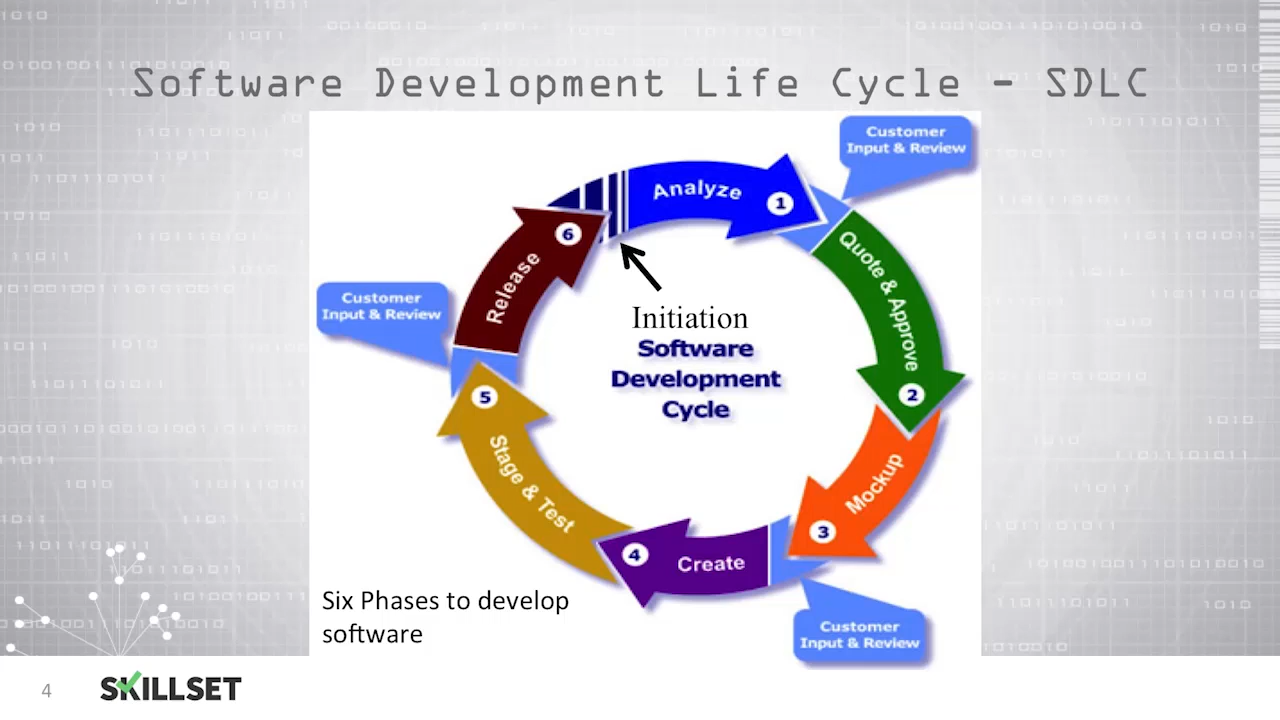 Software Development Life Cycle - SDLC
Customer
Input & Review
Analyze
1
Quote & Approve
2
Mockup
3
Customer
Input & Review
Create
4
Stage & Test
5
Customer
Input & Review
Release
6
Initiation
Software
Development
Cycle
Six Phases to develop
software
4
SKILLSET